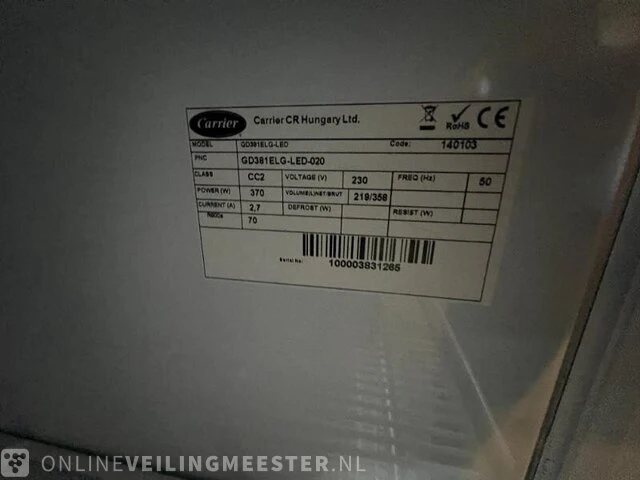 Carrier Carrier CR Hungary Ltd. RoHS CE
MODEL GD381ELG-LED Code: 140103
PNC GD381ELG-LED-020
CLASS CC2 VOLTAGE (V) 230 FREQ (Hz) 50
POWER (W) 370 VOLUME(L)NET/BRUT 219/358
CURRENT (A) 2,7 DEFROST (W) RESIST (W)
R600a 70
Serial No: 100003831265
ONLINEVEILINGMEESTER.NL